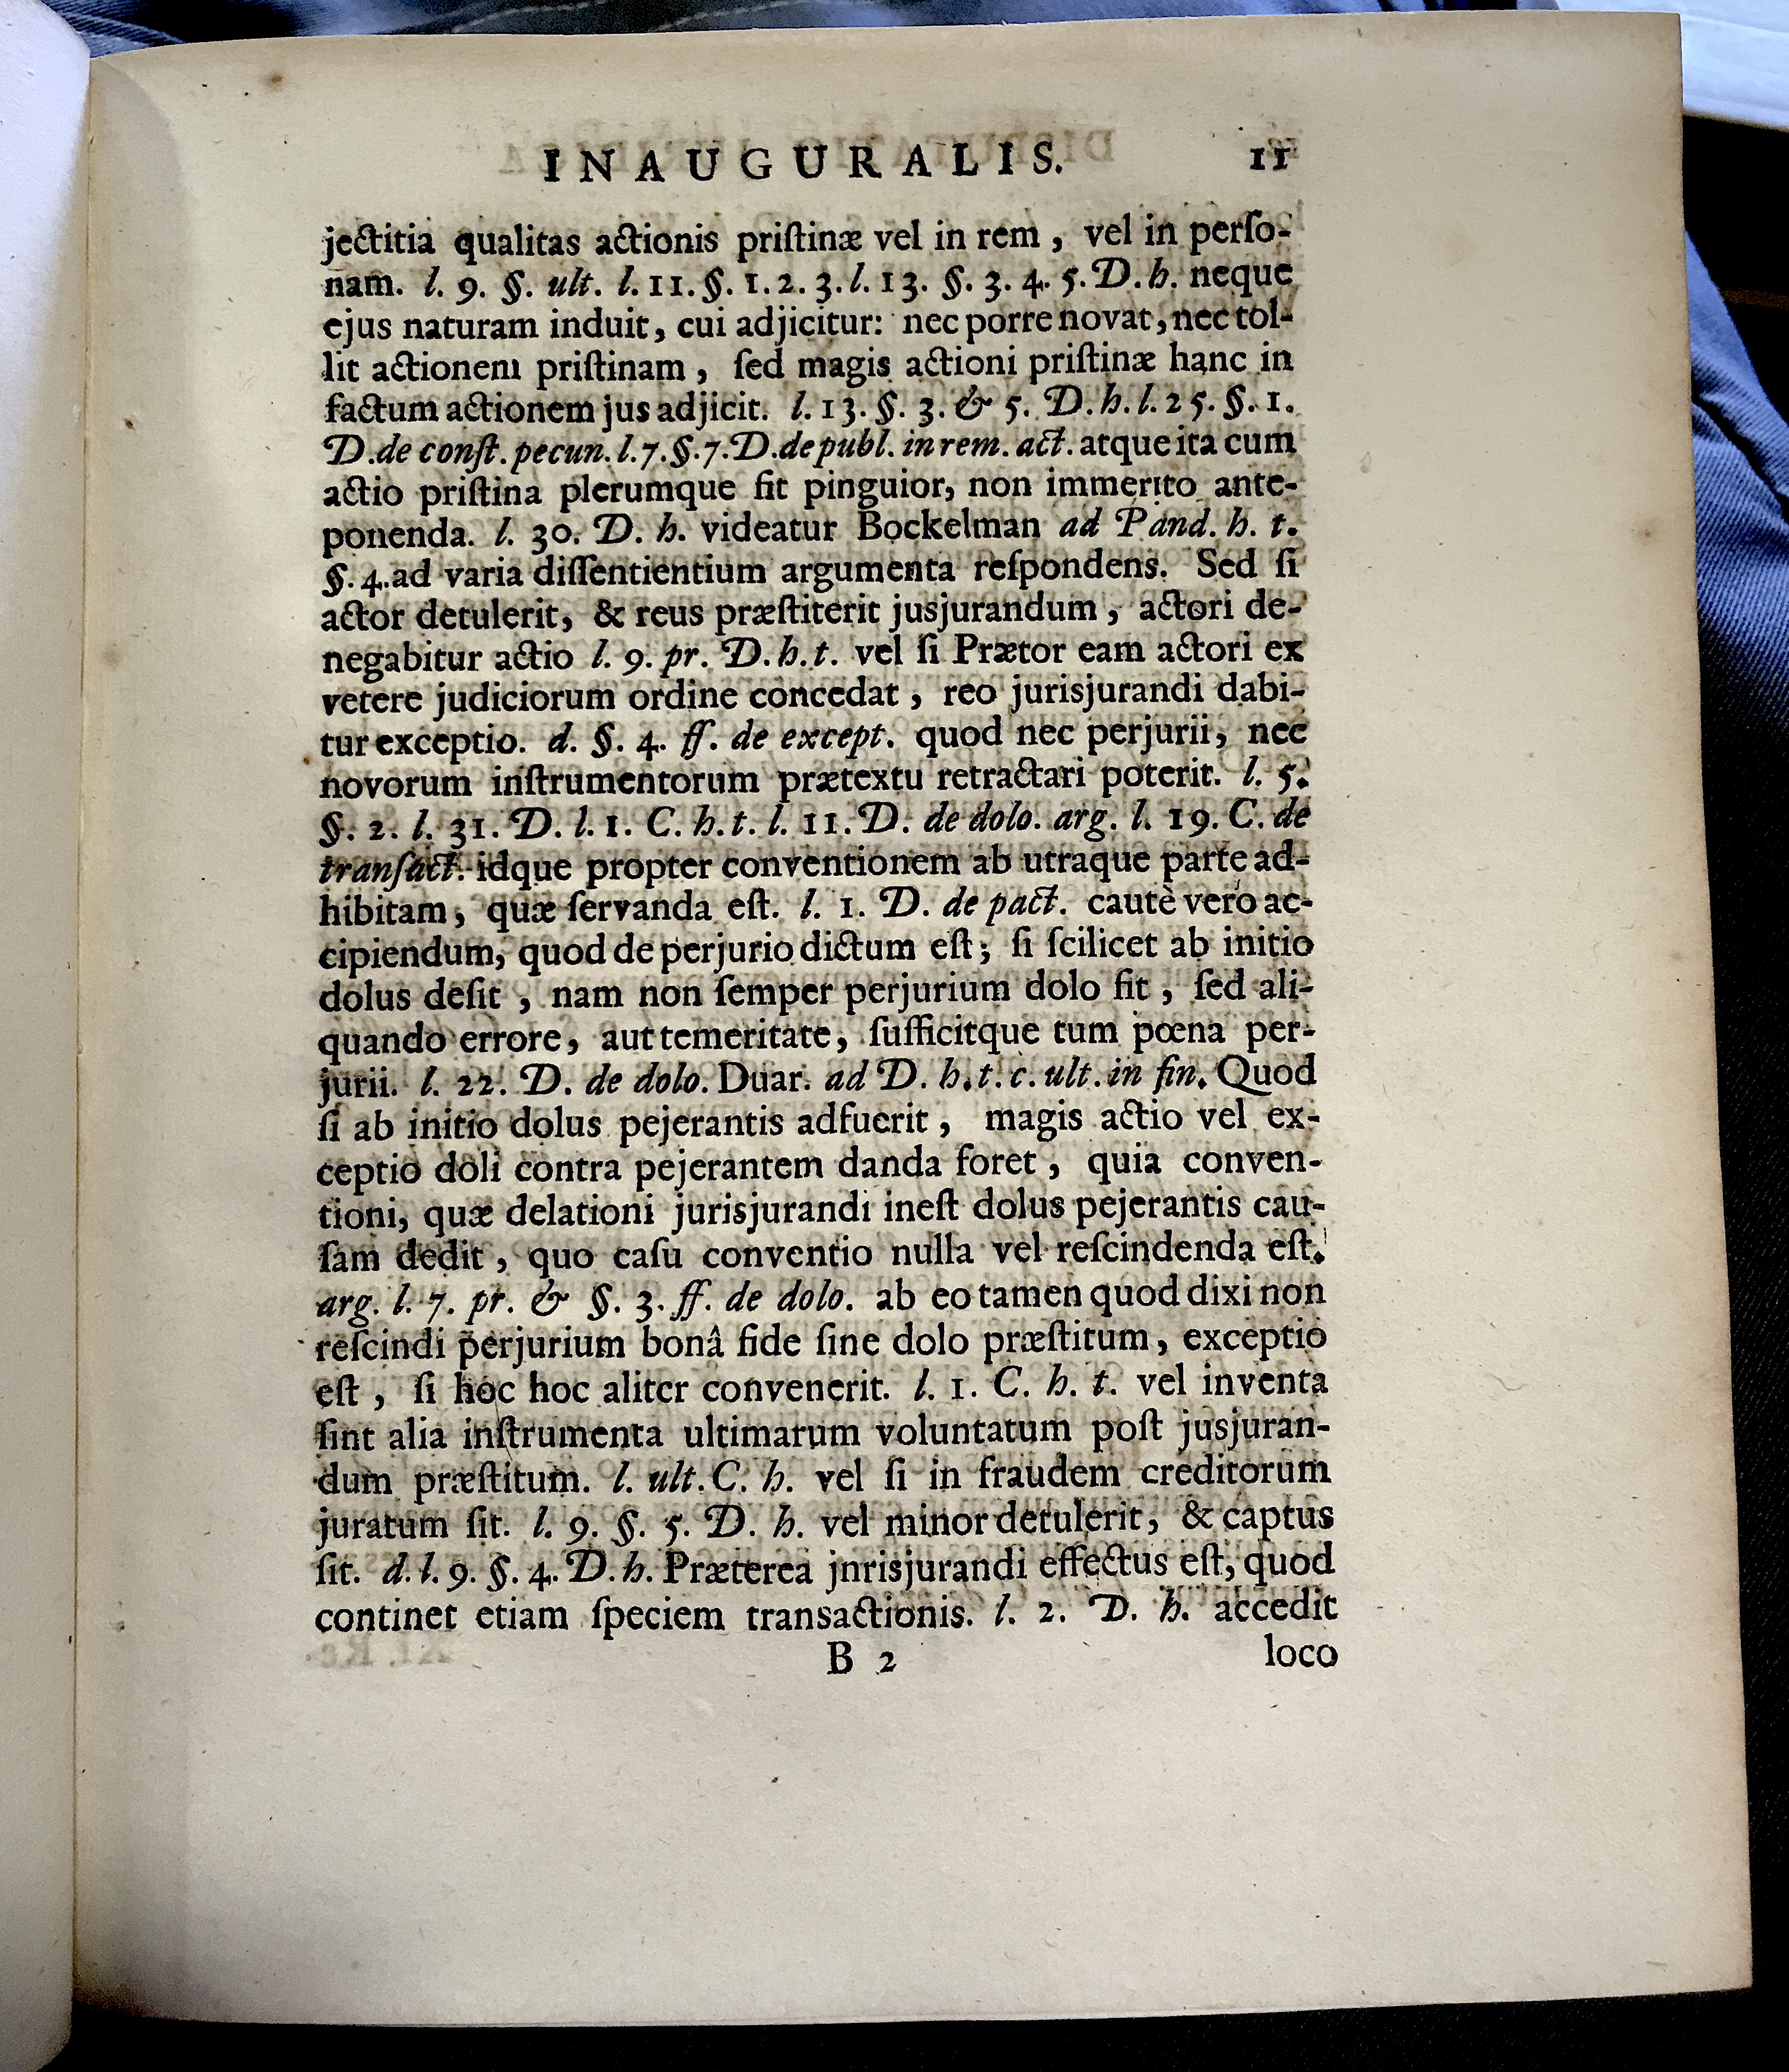 INAUGURALIS. 11
jectitia qualitas actionis priſtinæ vel in rem, vel in perſo-
nam. l. 9. §. ult. l. 11. §. 1. 2. 3. l. 13. §. 3. 4. 5. D. h. neque
ejus naturam induit, cui adjicitur: nec porre novat, nec tol-
lit actionem priſtinam, ſed magis actioni priſtinæ hanc in
factum actionem jus adjicit. l. 13. §. 3. & 5. D. h. l. 25. §. 1.
D. de conſt. pecun. l. 7. §. 7. D. de publ. in rem. act. atque ita cum
actio priſtina plerumque fit pinguior, non immerito ante-
ponenda. l. 30. D. h. videatur Bockelman ad Pand. h. t.
§. 4. ad varia diſſentientium argumenta reſpondens. Sed ſi
actor detulerit, & reus præſtiterit jusjurandum, actori de-
negabitur actio l. 9. pr. D. h. t. vel ſi Prætor eam actori ex
vetere judiciorum ordine concedat, reo jurisjurandi dabi-
tur exceptio. d. §. 4. ff. de except. quod nec perjurii, nec
novorum inſtrumentorum prætextu retractari poterit. l. 5.
§. 2. l. 31. D. l. 1. C. h. t. l. 11. D. de dolo. arg. l. 19. C. de
tranſact. idque propter conventionem ab utraque parte ad-
hibitam, quæ ſervanda eſt. l. 1. D. de pact. cautè vero ac-
cipiendum, quod de perjurio dictum eſt; ſi ſcilicet ab initio
dolus deſit, nam non ſemper perjurium dolo fit, ſed ali-
quando errore, aut temeritate, ſufficitque tum pœna per-
jurii. l. 22. D. de dolo. Duar. ad D. h. t. c. ult. in fin. Quod
ſi ab initio dolus pejerantis adfuerit, magis actio vel ex-
ceptio doli contra pejerantem danda foret, quia conven-
tioni, quæ delationi jurisjurandi ineſt dolus pejerantis cau-
ſam dedit, quo caſu conventio nulla vel reſcindenda eſt.
arg. l. 7. pr. & §. 3. ff. de dolo. ab eo tamen quod dixi non
reſcindi perjurium bonâ fide ſine dolo præſtitum, exceptio
eſt, ſi hoc hoc aliter convenerit. l. 1. C. h. t. vel inventa
ſint alia inſtrumenta ultimarum voluntatum poſt jusjuran-
dum præſtitum. l. ult. C. h. vel ſi in fraudem creditorum
juratum ſit. l. 9. §. 5. D. h. vel minor detulerit, & captus
ſit. d. l. 9. §. 4. D. h. Præterea jnrisjurandi effectus eſt, quod
continet etiam ſpeciem transactionis. l. 2. D. h. accedit
B 2 loco